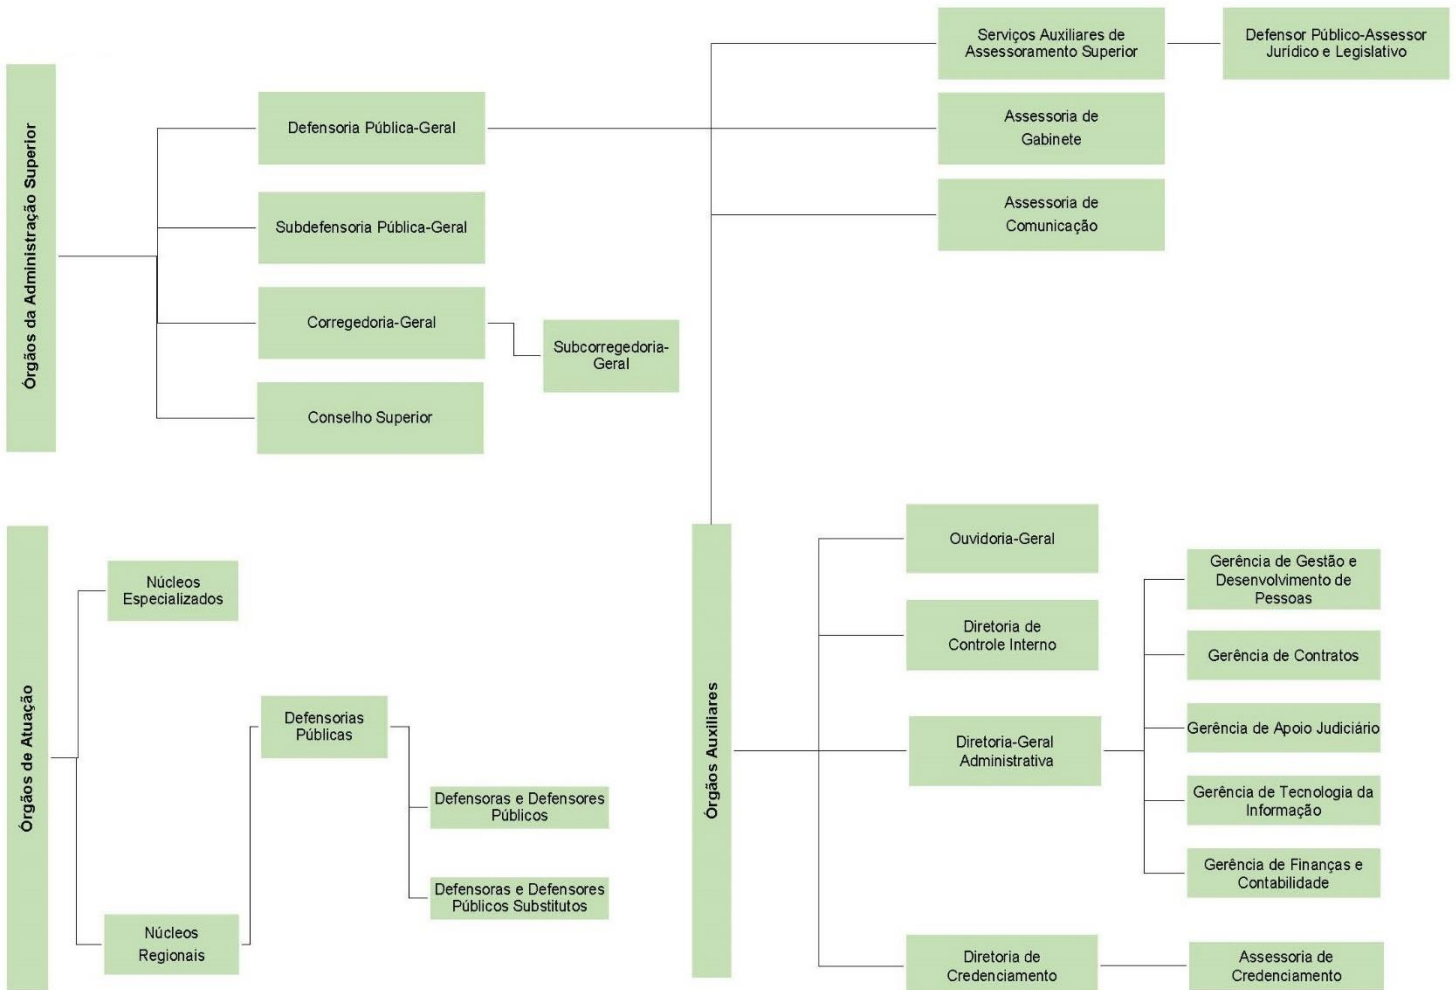 Órgãos da Administração Superior
Defensoria Pública-Geral
Subdefensoria Pública-Geral
Corregedoria-Geral
Subcorregedoria-
Geral
Conselho Superior
Serviços Auxiliares de
Assessoramento Superior
Defensor Público-Assessor
Jurídico e Legislativo
Assessoria de
Gabinete
Assessoria de
Comunicação
Órgãos de Atuação
Núcleos
Especializados
Núcleos
Regionais
Defensorias
Públicas
Defensoras e Defensores
Públicos
Defensoras e Defensores
Públicos Substitutos
Órgãos Auxiliares
Ouvidoria-Geral
Diretoria de
Controle Interno
Diretoria-Geral
Administrativa
Gerência de Gestão e
Desenvolvimento de
Pessoas
Gerência de Contratos
Gerência de Apoio Judiciário
Gerência de Tecnologia da
Informação
Gerência de Finanças e
Contabilidade
Diretoria de
Credenciamento
Assessoria de
Credenciamento